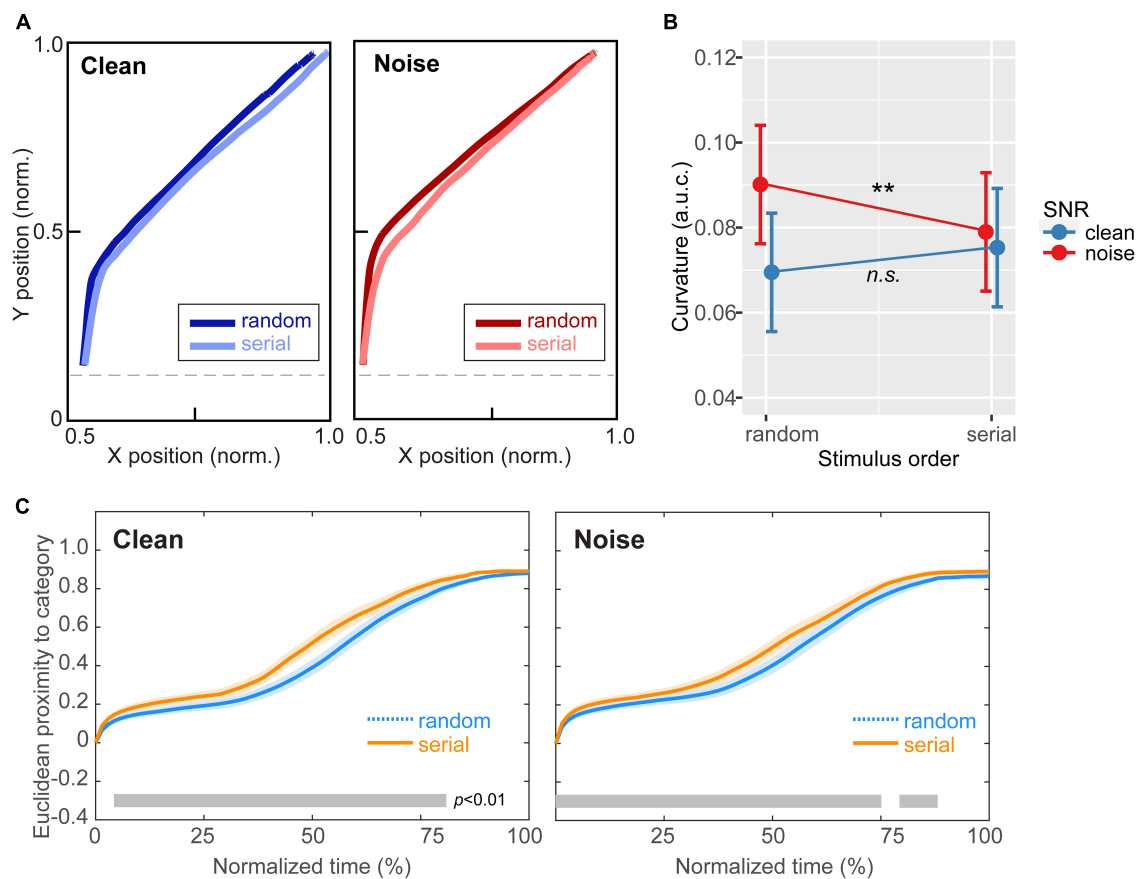 A
Clean
Y position (norm.)
1.0
0.5
0
random
serial
0.5
1.0
X position (norm.)
Noise
random
serial
0.5
1.0
X position (norm.)
B
Curvature (a.u.c.)
0.12
0.10
0.08
0.06
0.04
**
n.s.
random
serial
Stimulus order
SNR
clean
noise
C
Clean
Euclidean proximity to category
1.0
0.8
0.6
0.4
0.2
0
-0.2
-0.4
random
serial
p<0.01
0
25
50
75
100
Normalized time (%)
Noise
random
serial
25
50
75
100
Normalized time (%)